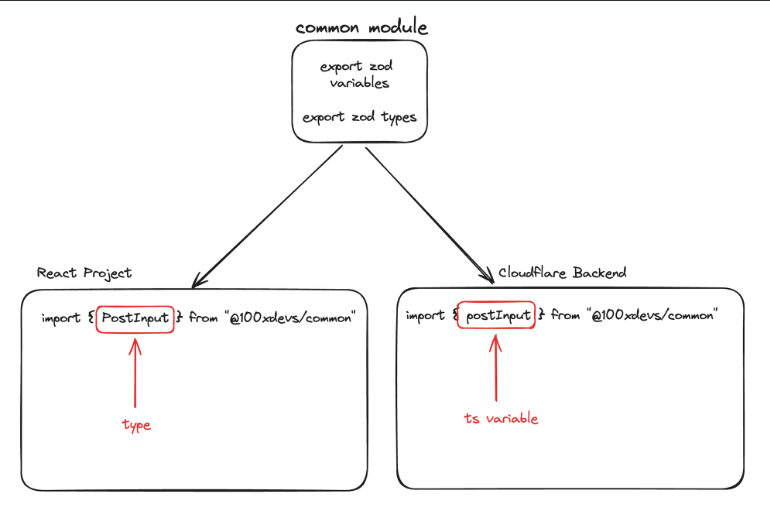 common module
export zod
variables
export zod types
React Project
import { PostInput } from "@100xdevs/common"
type
Cloudflare Backend
import { postInput } from "@100xdevs/common"
ts variable